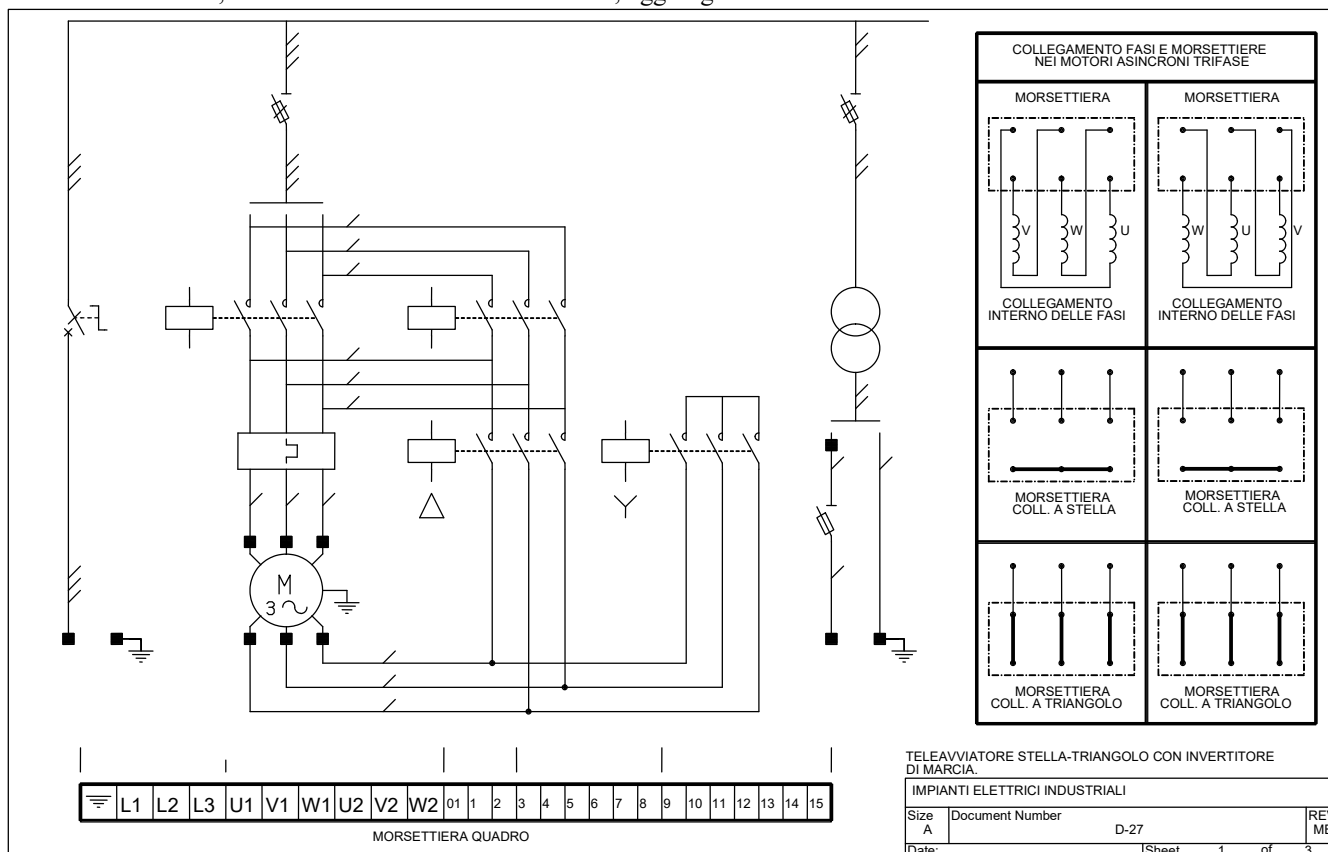 COLLEGAMENTO FASI E MORSETTIERE
NEI MOTORI ASINCRONI TRIFASE
MORSETTIERA
MORSETTIERA
V
W
U
W
U
V
COLLEGAMENTO
INTERNO DELLE FASI
COLLEGAMENTO
INTERNO DELLE FASI
MORSETTIERA
COLL. A STELLA
MORSETTIERA
COLL. A STELLA
MORSETTIERA
COLL. A TRIANGOLO
MORSETTIERA
COLL. A TRIANGOLO
M
3
L1 L2 L3 U1 V1 W1 U2 V2 W2 01 1 2 3 4 5 6 7 8 9 10 11 12 13 14 15
MORSETTIERA QUADRO
TELEAVVIATORE STELLA-TRIANGOLO CON INVERTITORE
DI MARCIA.
IMPIANTI ELETTRICI INDUSTRIALI
Size
A
Document Number
D-27
Date:
Sheet 1 of 3